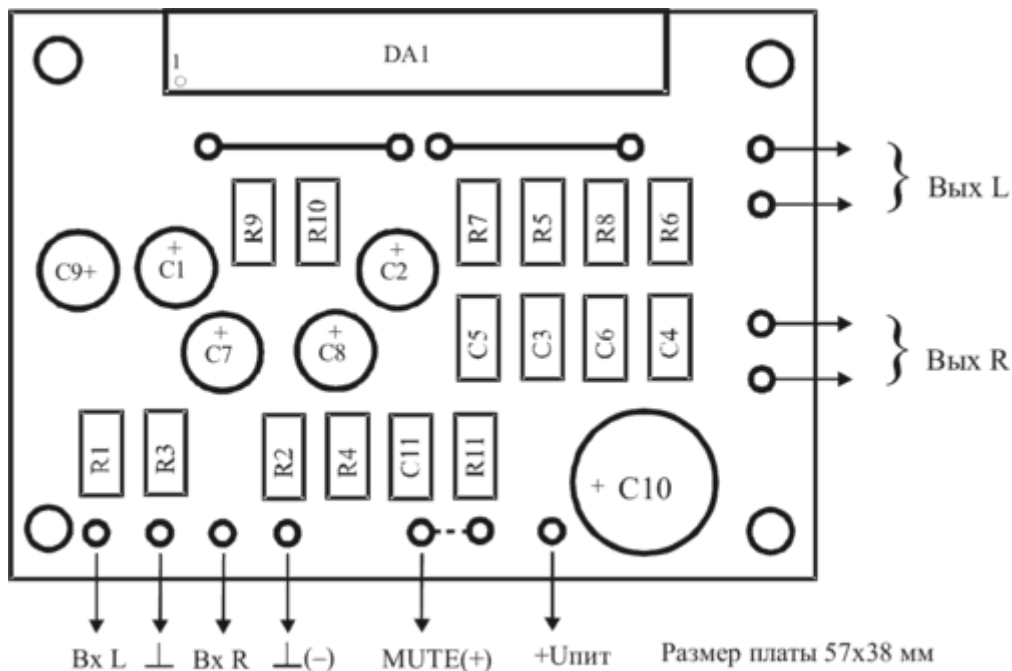 DA1
1
Вых L
R9 R10 R7 R5 R8 R6
C9+ + C1 + C2
+ C7 + C8 C5 C3 C6 C4
Вых R
R1 R3 R2 R4 C11 R11 + C10
Вх L ⊥ Вх R ⊥(–) MUTE(+) +Uпит Размер платы 57х38 мм